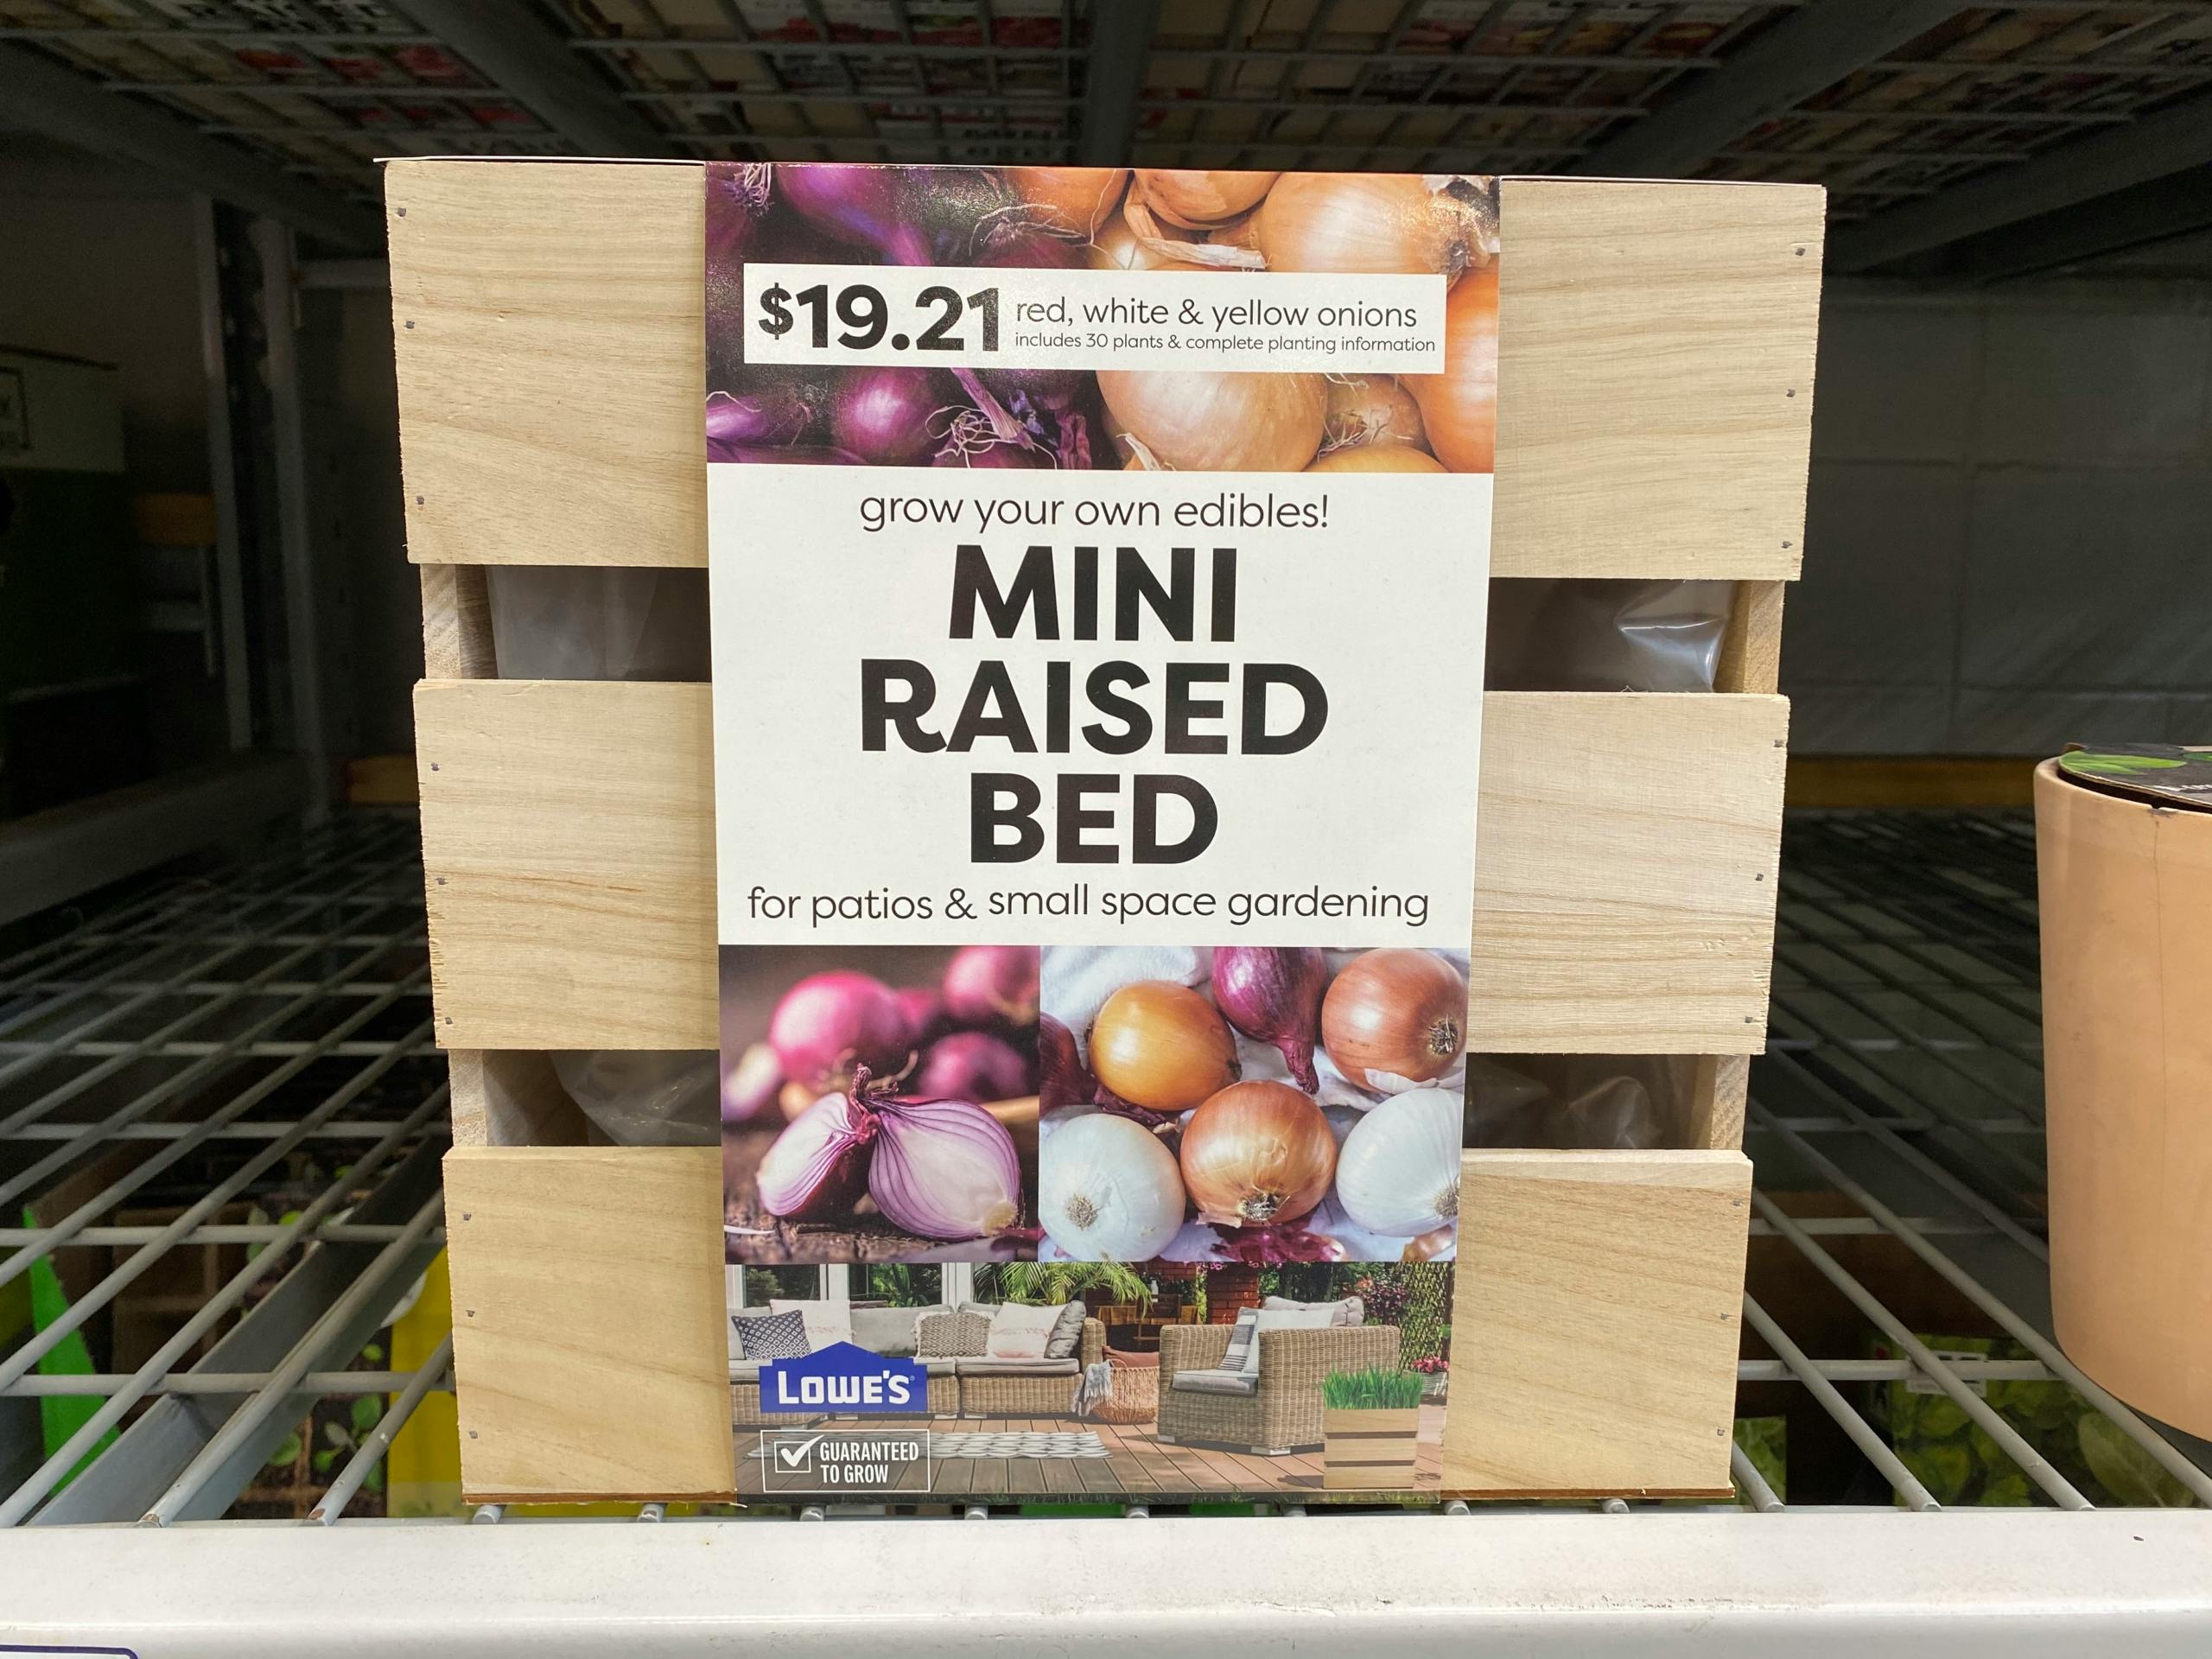 $19.21 red, white & yellow onions
includes 30 plants & complete planting information
grow your own edibles!
MINI
RAISED
BED
for patios & small space gardening
LOWE'S
GUARANTEED
TO GROW